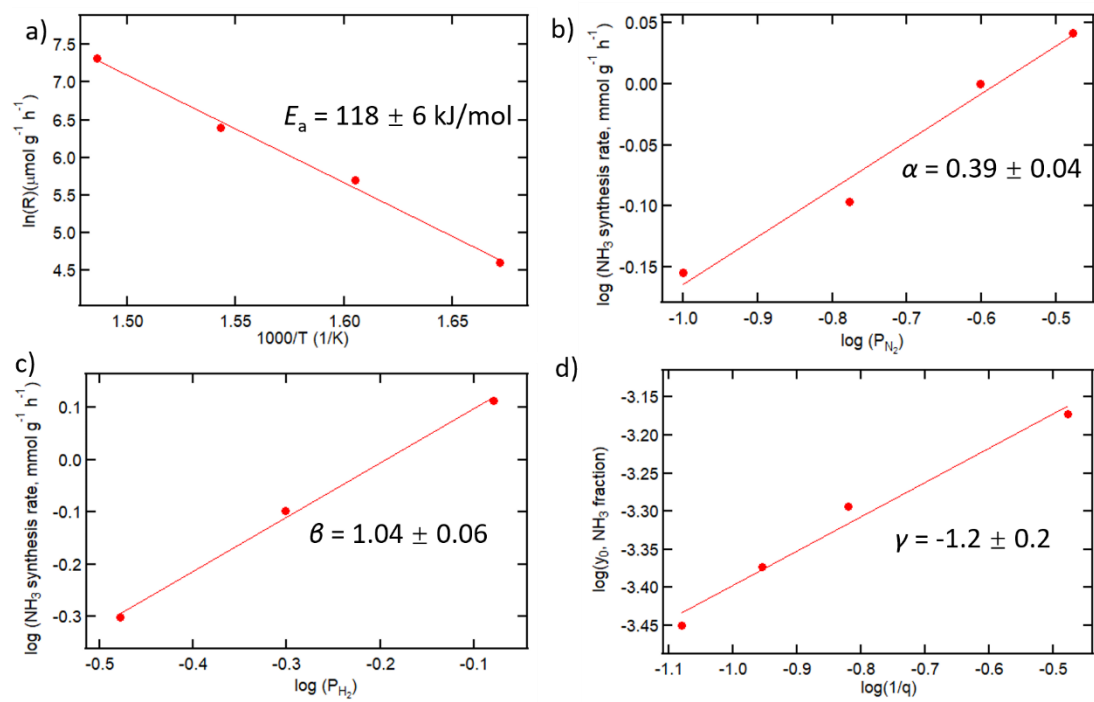 a)
ln(R)(μmol g⁻¹ h⁻¹)
7.5
7.0
6.5
6.0
5.5
5.0
4.5
Eₐ = 118 ± 6 kJ/mol
1.50
1.55
1.60
1.65
1000/T (1/K)
b)
log (NH₃ synthesis rate, mmol g⁻¹ h⁻¹)
0.05
0.00
-0.05
-0.10
-0.15
α = 0.39 ± 0.04
-1.0
-0.9
-0.8
-0.7
-0.6
-0.5
log (P_N₂)
c)
log (NH₃ synthesis rate, mmol g⁻¹ h⁻¹)
0.1
0.0
-0.1
-0.2
-0.3
β = 1.04 ± 0.06
-0.5
-0.4
-0.3
-0.2
-0.1
log (P_H₂)
d)
log(y₀, NH₃ fraction)
-3.15
-3.20
-3.25
-3.30
-3.35
-3.40
-3.45
γ = -1.2 ± 0.2
-1.1
-1.0
-0.9
-0.8
-0.7
-0.6
-0.5
log(1/q)